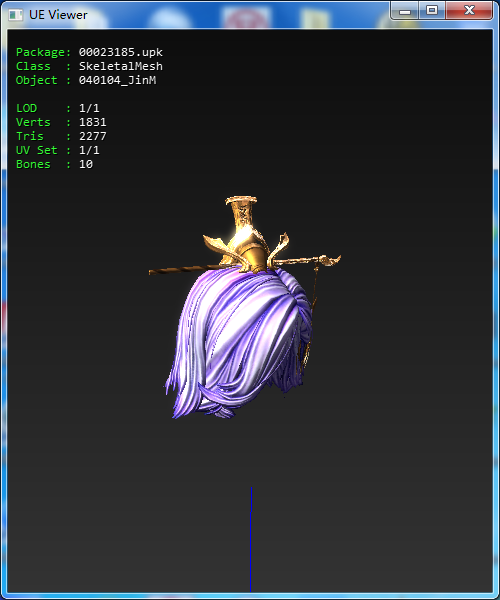 UE Viewer
Package: 00023185.upk
Class : SkeletalMesh
Object : 040104_JinM
LOD : 1/1
Verts : 1831
Tris : 2277
UV Set : 1/1
Bones : 10